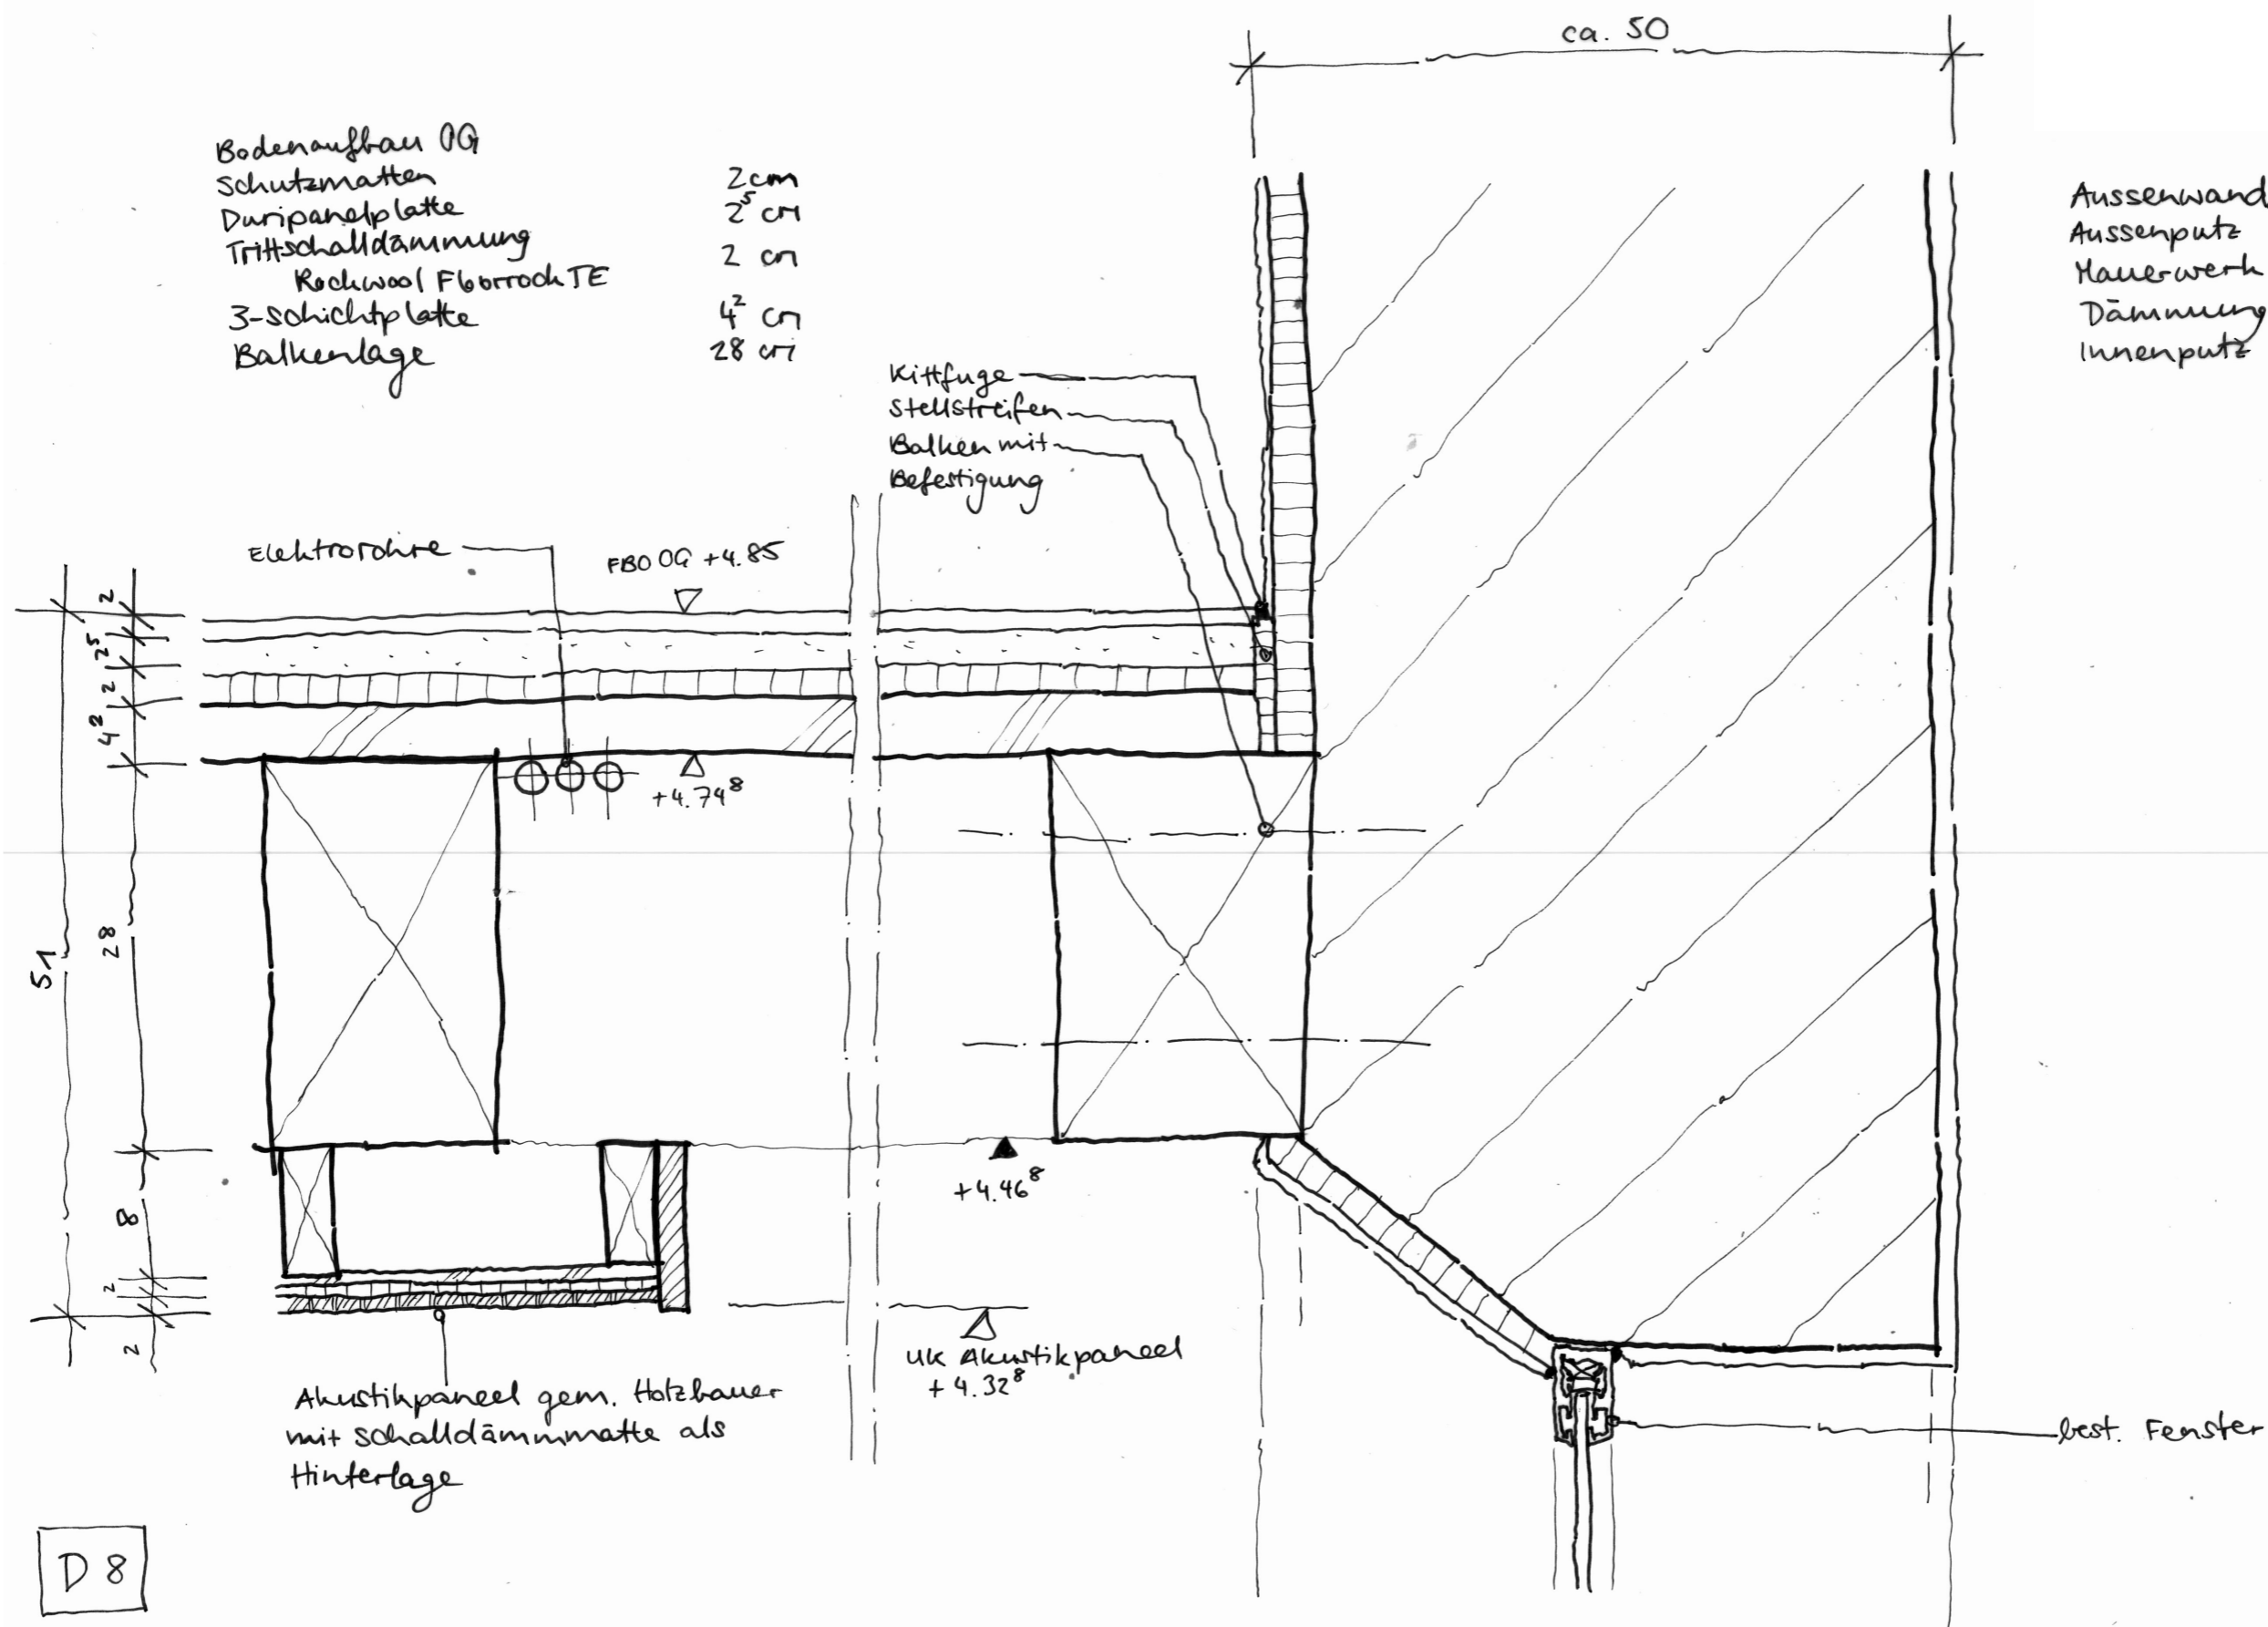 ca. 50
Bodenaufbau OG
Schutzmatten 2 cm
Duripanelplatte 2⁵ cm
Trittschalldämmung 2 cm
Rockwool Floorrock TE
3-Schichtplatte 4² cm
Balkenlage 28 cm
Aussenwand
Aussenputz
Mauerwerk
Dämmung
Innenputz
Kittfuge
Stellstreifen
Balken mit
Befestigung
Elektrorohre
FBO OG +4.85
2
2⁵
2
4²
+4.74⁸
28
51
8
2
2
+4.46⁸
UK Akustikpaneel
+4.32⁸
Akustikpaneel gem. Holzbauer
mit Schalldämmmatte als
Hinterlage
best. Fenster
D 8